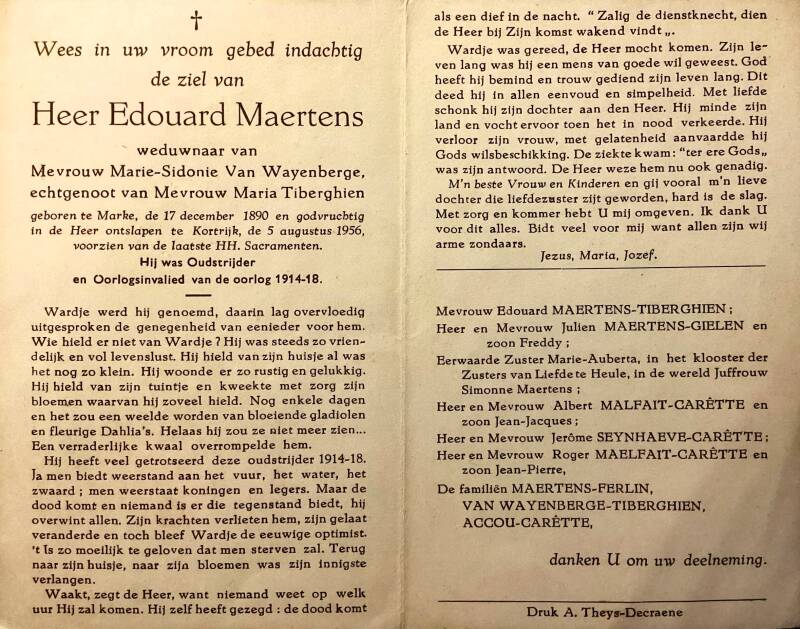 Wees in uw vroom gebed indachtig
de ziel van
Heer Edouard Maertens
weduwnaar van
Mevrouw Marie-Sidonie Van Wayenberge,
echtgenoot van Mevrouw Maria Tiberghien
geboren te Marke, de 17 december 1890 en godvruchtig
in de Heer ontslapen te Kortrijk, de 5 augustus 1956,
voorzien van de laatste HH. Sacramenten.
Hij was Oudstrijder
en Oorlogsinvalied van de oorlog 1914-18.
Wardje werd hij genoemd, daarin lag overvloedig
uitgesproken de genegenheid van eenieder voor hem.
Wie hield er niet van Wardje ? Hij was steeds zo vrien-
delijk en vol levenslust. Hij hield van zijn huisje al was
het nog zo klein. Hij woonde er zo rustig en gelukkig.
Hij hield van zijn tuintje en kweekte met zorg zijn
bloemen waarvan hij zoveel hield. Nog enkele dagen
en het zou een weelde worden van bloeiende gladiolen
en fleurige Dahlia's. Helaas hij zou ze niet meer zien...
Een verraderlijke kwaal overrompelde hem.
Hij heeft veel getrotseerd deze oudstrijder 1914-18.
Ja men biedt weerstand aan het vuur, het water, het
zwaard ; men weerstaat koningen en legers. Maar de
dood komt en niemand is er die tegenstand biedt, hij
overwint allen. Zijn krachten verlieten hem, zijn gelaat
veranderde en toch bleef Wardje de eeuwige optimist.
't Is zo moeilijk te geloven dat men sterven zal. Terug
naar zijn huisje, naar zijn bloemen was zijn innigste
verlangen.
Waakt, zegt de Heer, want niemand weet op welk
uur Hij zal komen. Hij zelf heeft gezegd : de dood komt
als een dief in de nacht. " Zalig de dienstknecht, dien
de Heer bij Zijn komst wakend vindt „.
Wardje was gereed, de Heer mocht komen. Zijn le-
ven lang was hij een mens van goede wil geweest. God
heeft hij bemind en trouw gediend zijn leven lang. Dit
deed hij in allen eenvoud en simpelheid. Met liefde
schonk hij zijn dochter aan den Heer. Hij minde zijn
land en vocht ervoor toen het in nood verkeerde. Hij
verloor zijn vrouw, met gelatenheid aanvaardde hij
Gods wilsbeschikking. De ziekte kwam: "ter ere Gods„
was zijn antwoord. De Heer weze hem nu ook genadig.
M'n beste Vrouw en Kinderen en gij vooral m'n lieve
dochter die liefdezuster zijt geworden, hard is de slag.
Met zorg en kommer hebt U mij omgeven. Ik dank U
voor dit alles. Bidt veel voor mij want allen zijn wij
arme zondaars.
Jezus, Maria, Jozef.
Mevrouw Edouard MAERTENS-TIBERGHIEN ;
Heer en Mevrouw Julien MAERTENS-GIELEN en
zoon Freddy ;
Eerwaarde Zuster Marie-Auberta, in het klooster der
Zusters van Liefde te Heule, in de wereld Juffrouw
Simonne Maertens ;
Heer en Mevrouw Albert MALFAIT-CARÊTTE en
zoon Jean-Jacques ;
Heer en Mevrouw Jerôme SEYNHAEVE-CARÊTTE ;
Heer en Mevrouw Roger MAELFAIT-CARÊTTE en
zoon Jean-Pierre,
De familiën MAERTENS-FERLIN,
VAN WAYENBERGE-TIBERGHIEN,
ACCOU-CARÊTTE,
danken U om uw deelneming.
Druk A. Theys-Decraene